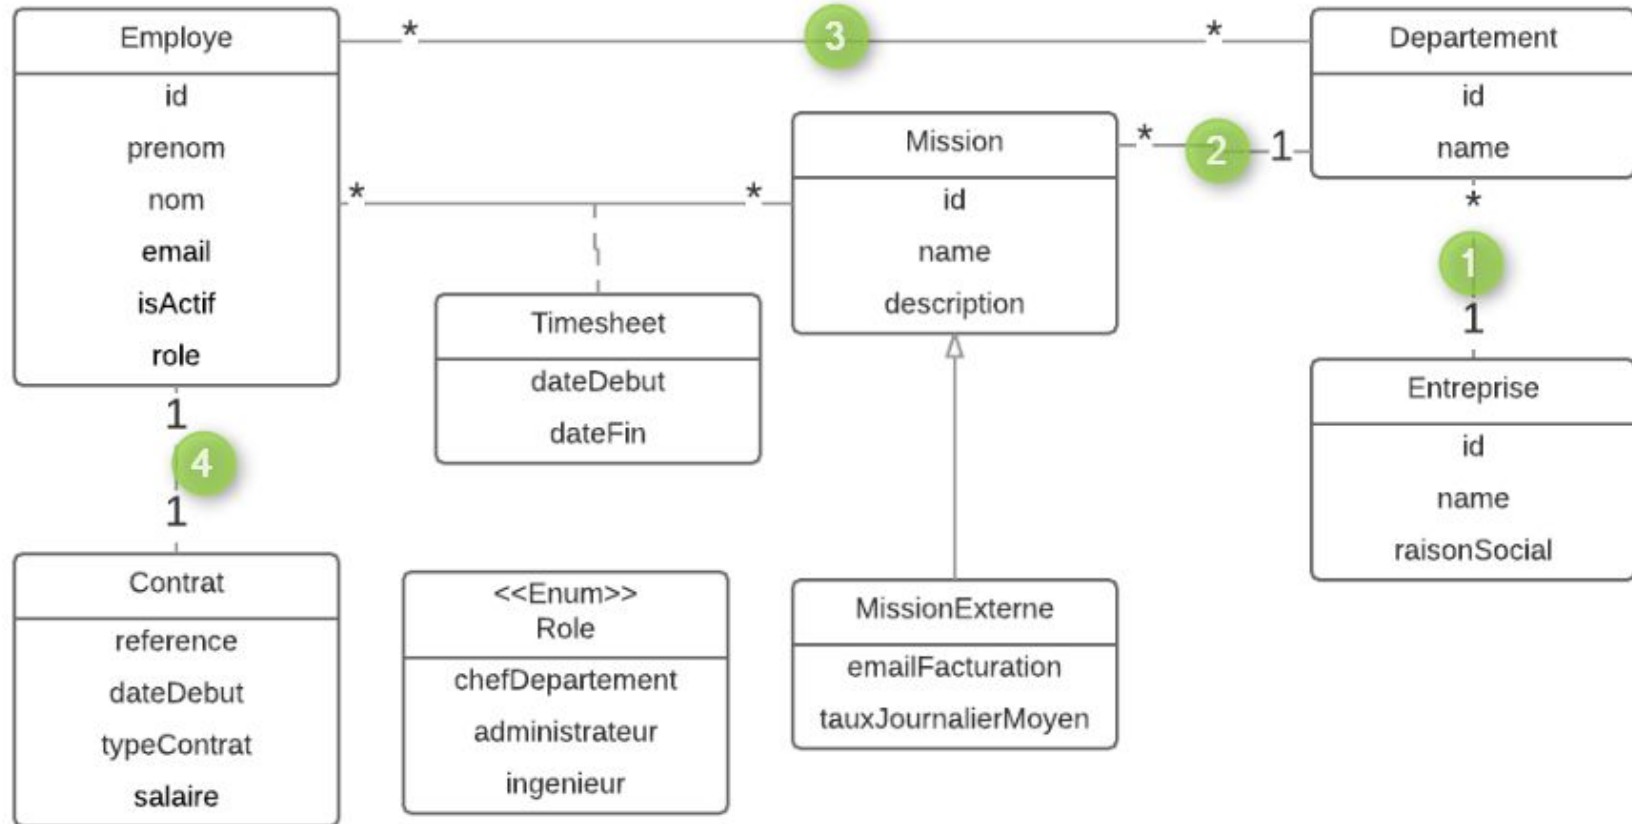 Employe
id
prenom
nom
email
isActif
role
*
3
*
Departement
id
name
*
*
Mission
id
name
description
*
2
1
Timesheet
dateDebut
dateFin
*
1
1
Entreprise
id
name
raisonSocial
1
4
1
Contrat
reference
dateDebut
typeContrat
salaire
<<Enum>>
Role
chefDepartement
administrateur
ingenieur
MissionExterne
emailFacturation
tauxJournalierMoyen